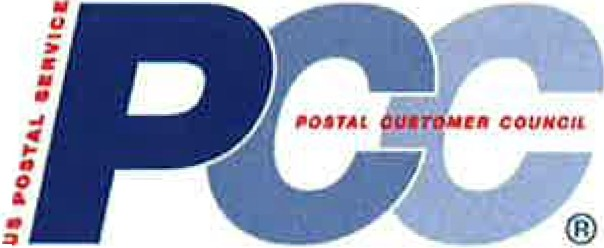 US POSTAL SERVICE
PCC
POSTAL CUSTOMER COUNCIL
®